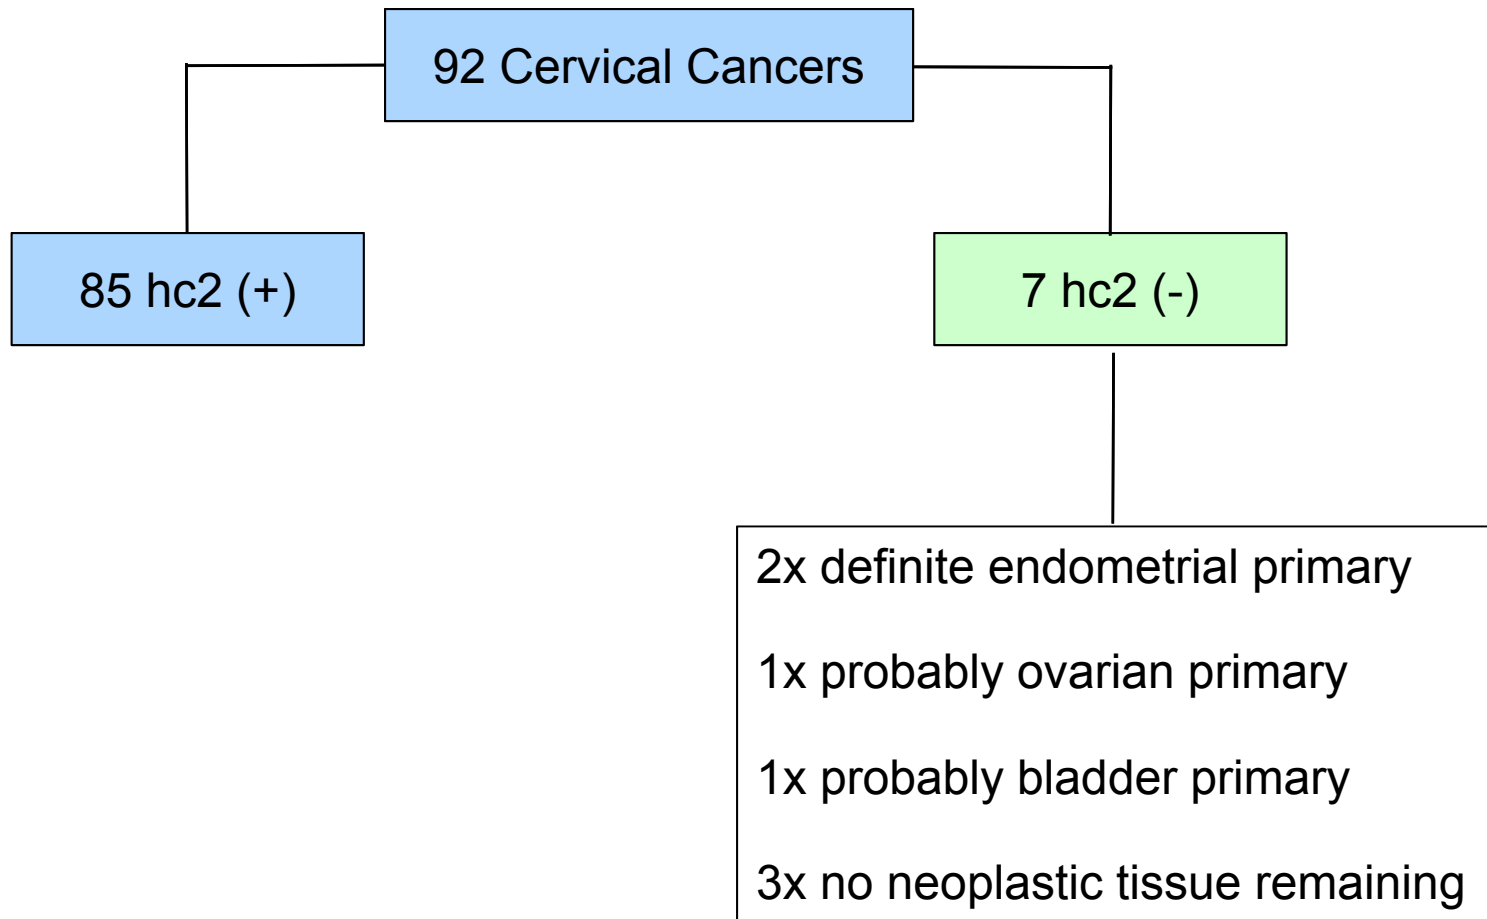 92 Cervical Cancers
85 hc2 (+)
7 hc2 (-)
2x definite endometrial primary
1x probably ovarian primary
1x probably bladder primary
3x no neoplastic tissue remaining